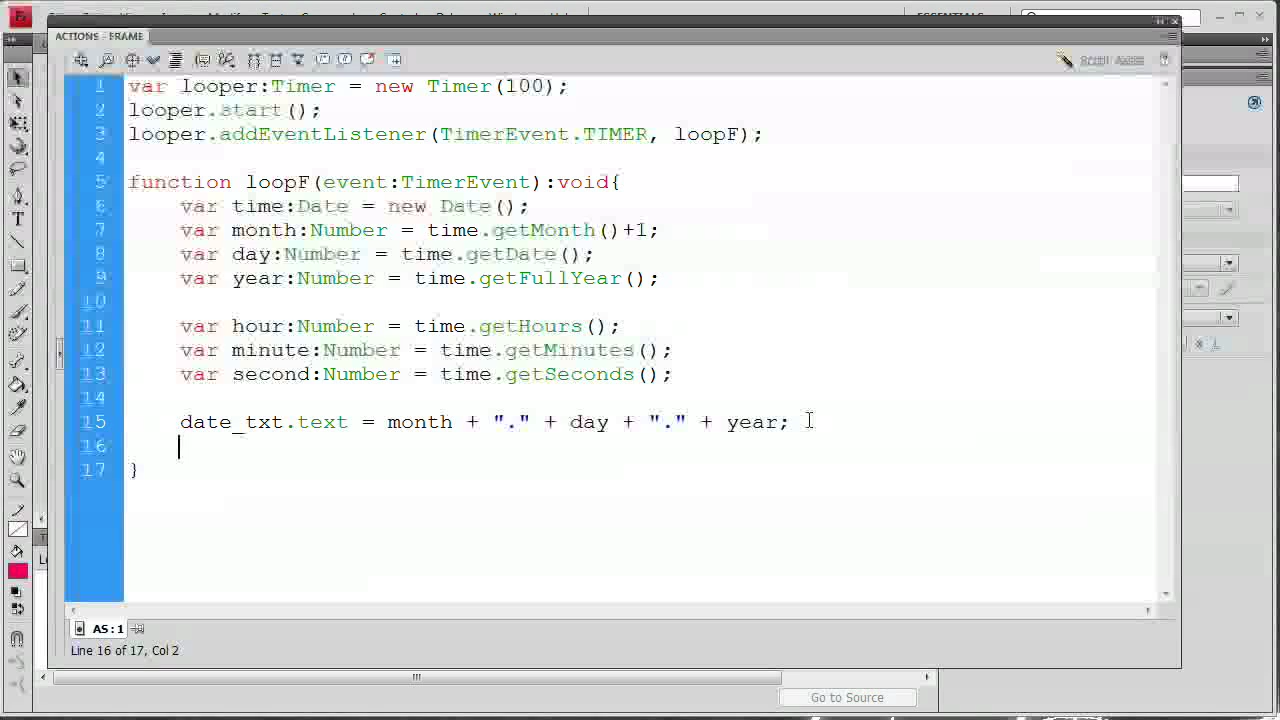 ESSENTIALS
ACTIONS - FRAME
Script Assist
1 var looper:Timer = new Timer(100);
2 looper.start();
3 looper.addEventListener(TimerEvent.TIMER, loopF);
4
5 function loopF(event:TimerEvent):void{
6 var time:Date = new Date();
7 var month:Number = time.getMonth()+1;
8 var day:Number = time.getDate();
9 var year:Number = time.getFullYear();
10
11 var hour:Number = time.getHours();
12 var minute:Number = time.getMinutes();
13 var second:Number = time.getSeconds();
14
15 date_txt.text = month + "." + day + "." + year;
16
17 }
AS:1
Line 16 of 17, Col 2
Go to Source